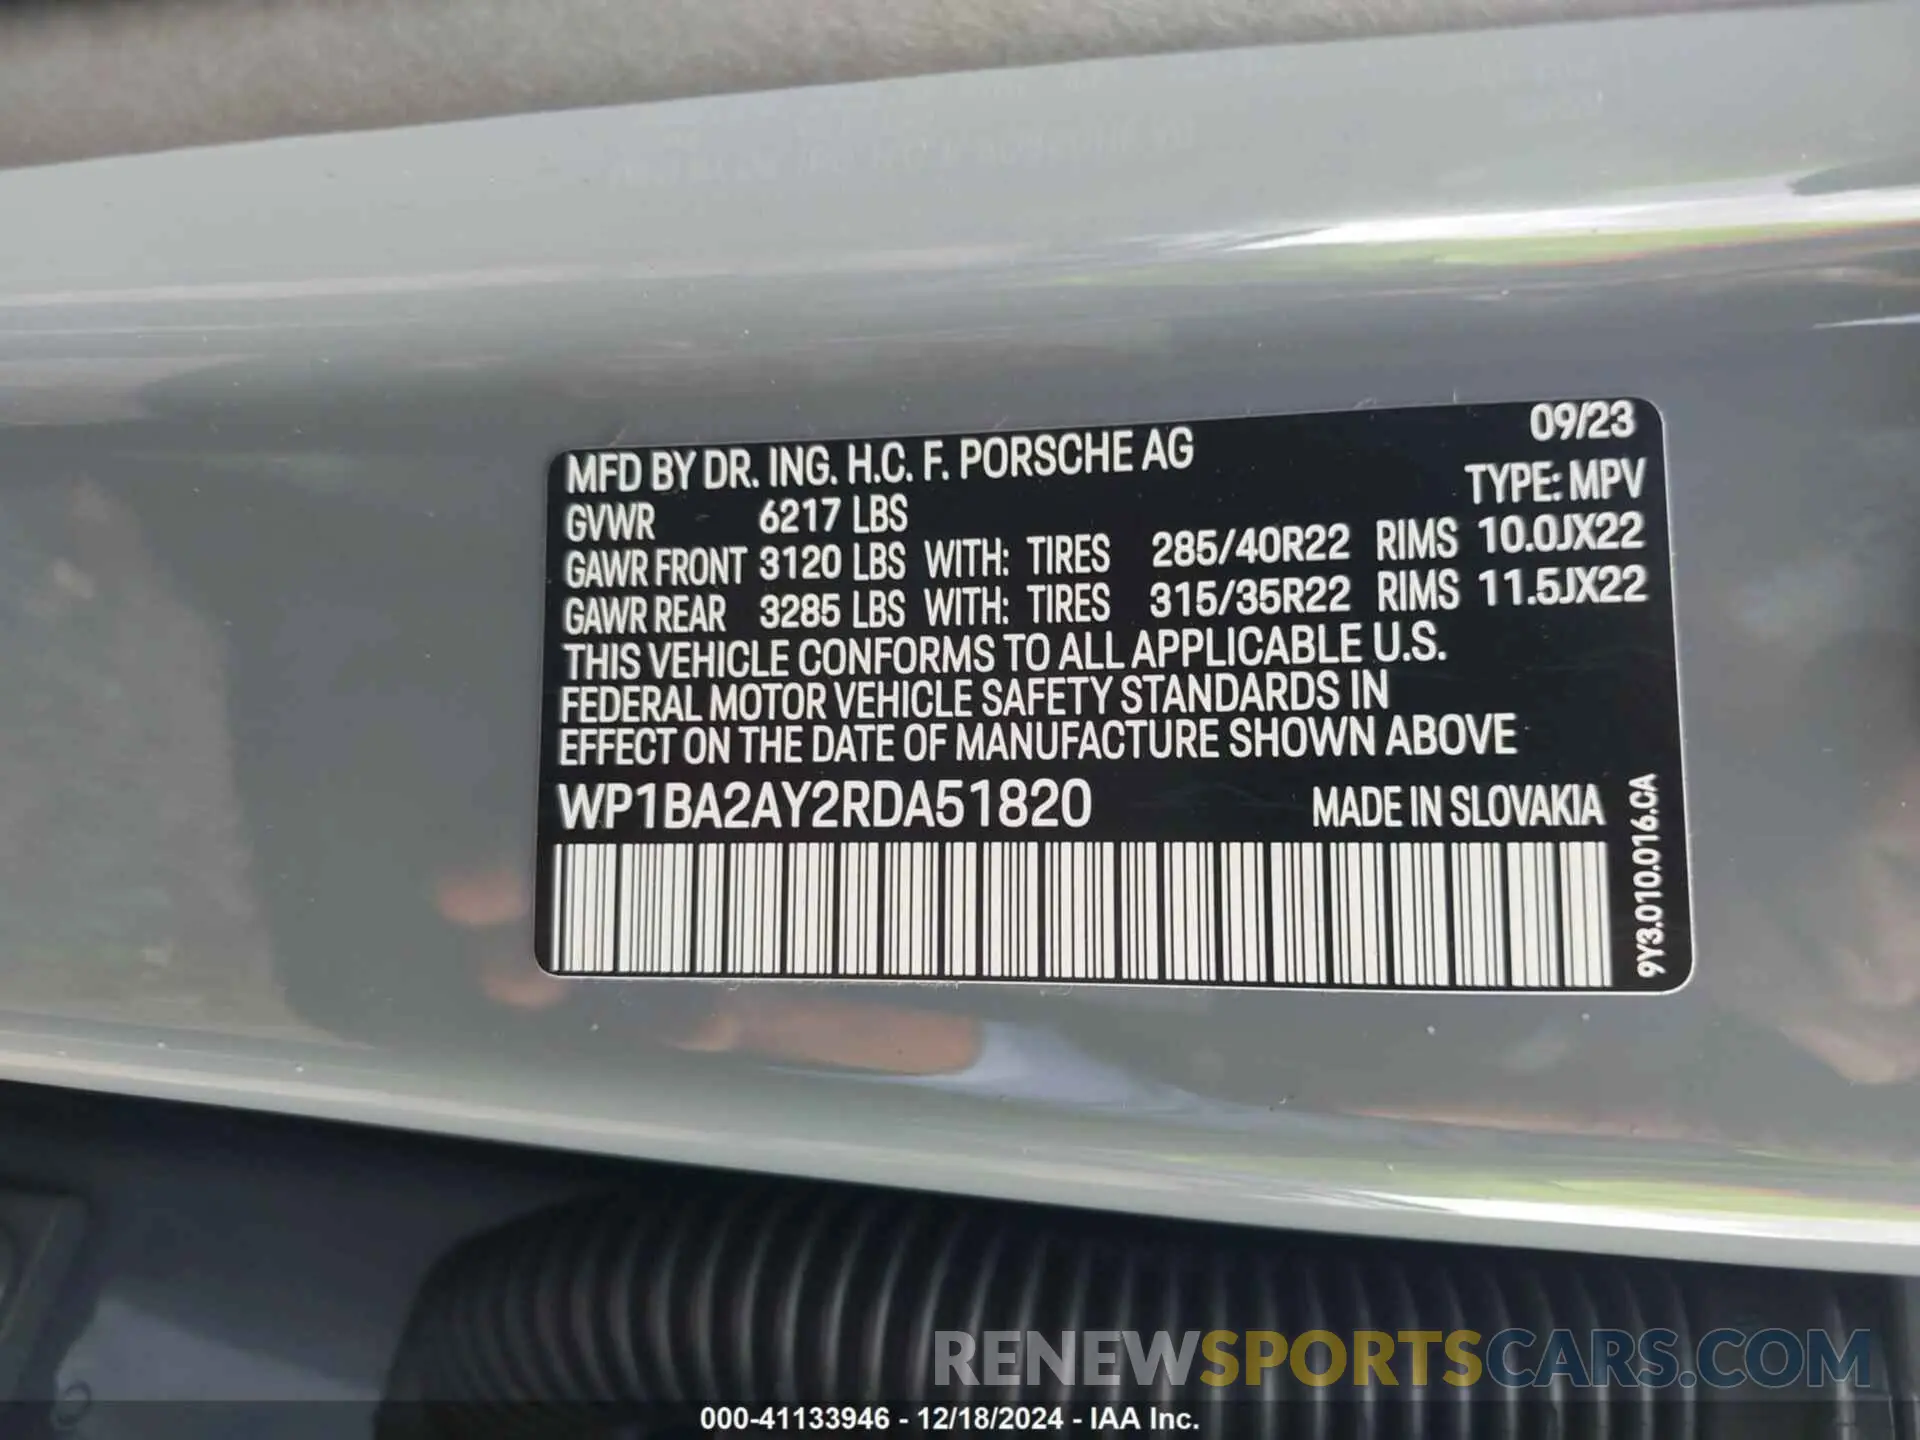 09/23
MFD BY DR. ING. H.C. F. PORSCHE AG
TYPE: MPV
GVWR 6217 LBS
GAWR FRONT 3120 LBS WITH: TIRES 285/40R22 RIMS 10.0JX22
GAWR REAR 3285 LBS WITH: TIRES 315/35R22 RIMS 11.5JX22
THIS VEHICLE CONFORMS TO ALL APPLICABLE U.S.
FEDERAL MOTOR VEHICLE SAFETY STANDARDS IN
EFFECT ON THE DATE OF MANUFACTURE SHOWN ABOVE
WP1BA2AY2RDA51820 MADE IN SLOVAKIA
9Y3.010.016.CA
RENEWSPORTSCARS.COM
000-41133946 - 12/18/2024 - IAA Inc.